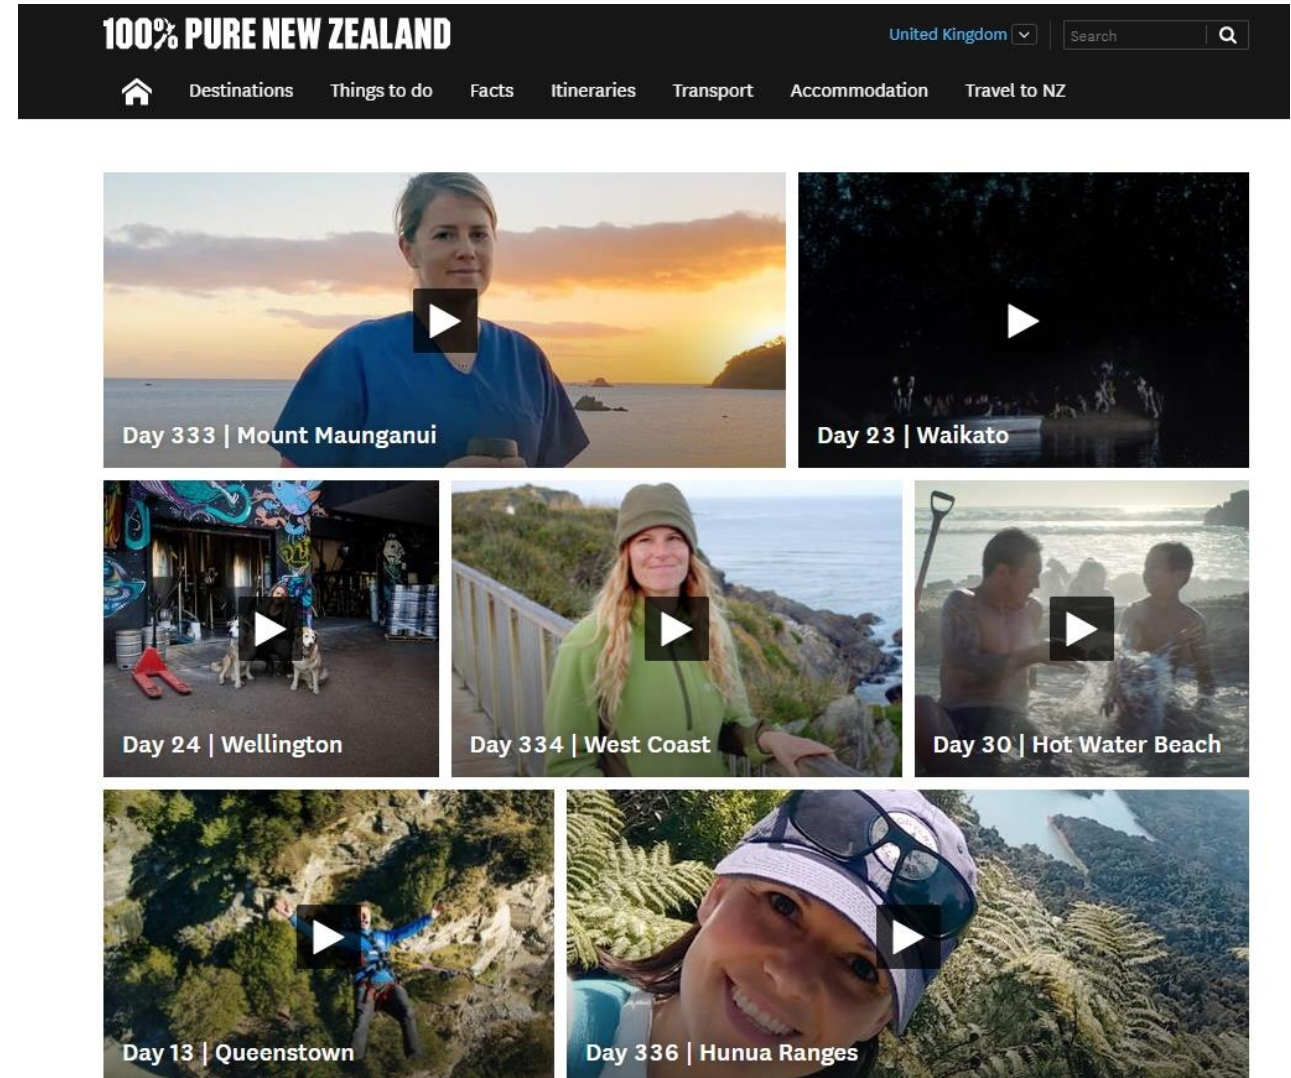 100% PURE NEW ZEALAND
United Kingdom
Search
Destinations Things to do Facts Itineraries Transport Accommodation Travel to NZ
Day 333 | Mount Maunganui
Day 23 | Waikato
Day 24 | Wellington
Day 334 | West Coast
Day 30 | Hot Water Beach
Day 13 | Queenstown
Day 336 | Hunua Ranges